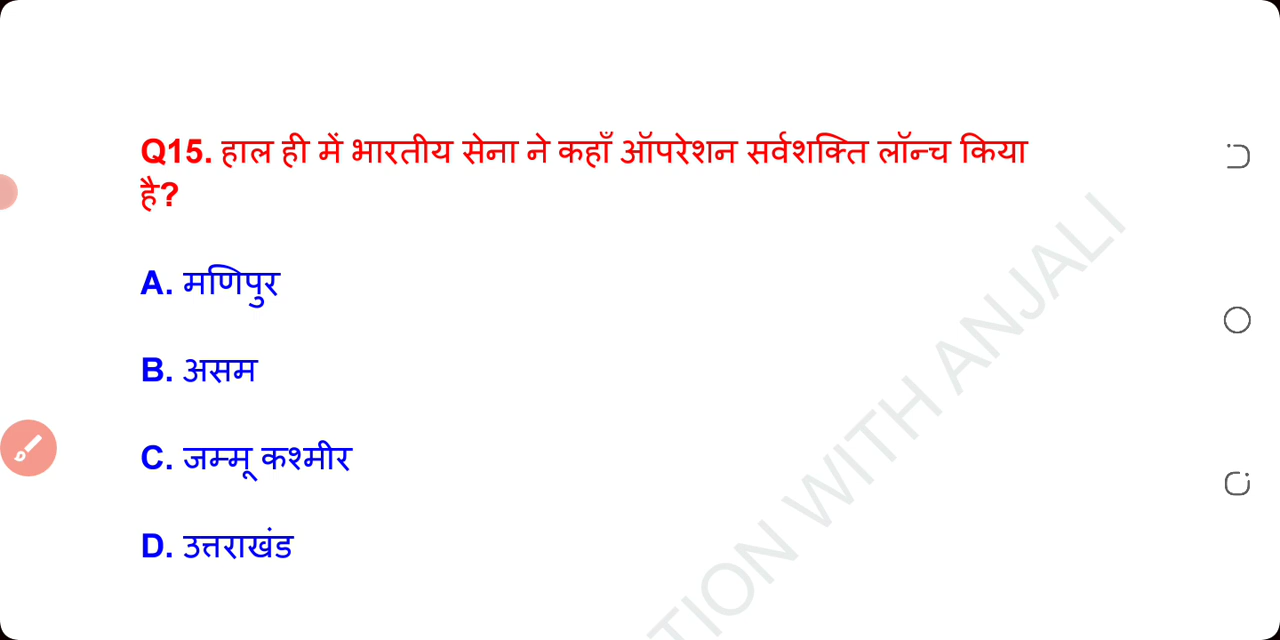 Q15. हाल ही में भारतीय सेना ने कहाँ ऑपरेशन सर्वशक्ति लॉन्च किया
है?
A. मणिपुर
B. असम
C. जम्मू कश्मीर
D. उत्तराखंड
TION WITH ANJALI